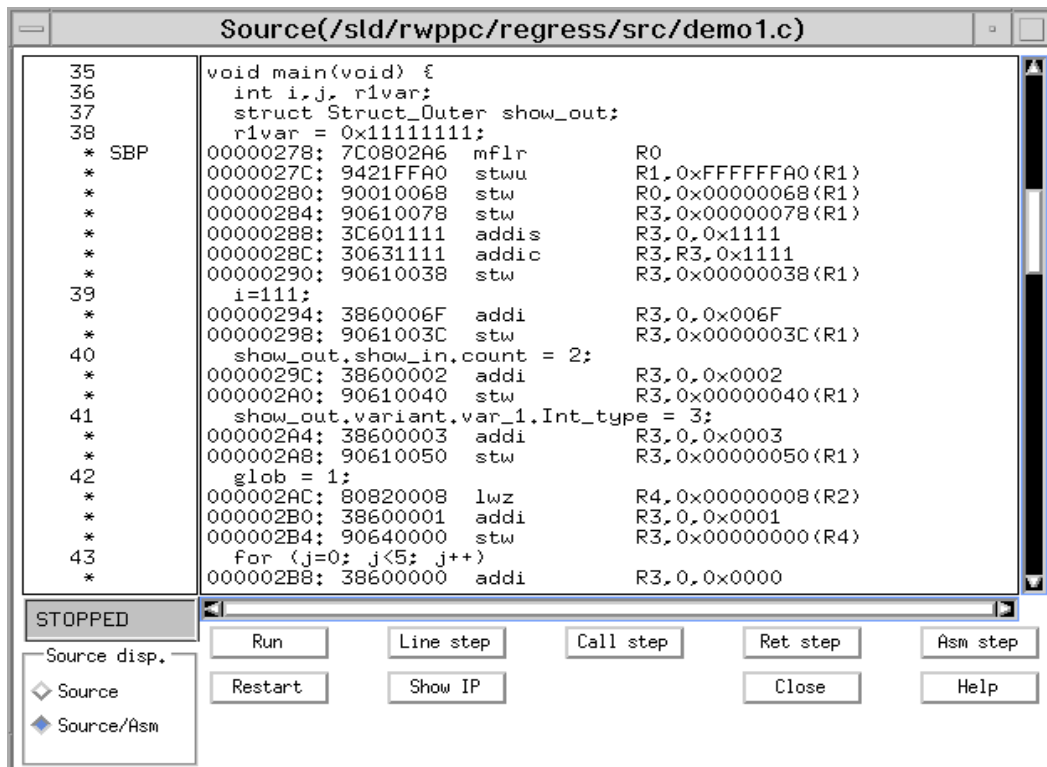 Source(/sld/rwppc/regress/src/demo1.c)
35 void main(void) {
36 int i,j, r1var;
37 struct Struct_Outer show_out;
38 r1var = 0x11111111;
* SBP 00000278: 7C0802A6 mflr R0
* 0000027C: 9421FFA0 stwu R1,0xFFFFFFA0(R1)
* 00000280: 90010068 stw R0,0x00000068(R1)
* 00000284: 90610078 stw R3,0x00000078(R1)
* 00000288: 3C601111 addis R3,0,0x1111
* 0000028C: 30631111 addic R3,R3,0x1111
* 00000290: 90610038 stw R3,0x00000038(R1)
39 i=111;
* 00000294: 3860006F addi R3,0,0x006F
* 00000298: 9061003C stw R3,0x0000003C(R1)
40 show_out.show_in.count = 2;
* 0000029C: 38600002 addi R3,0,0x0002
* 000002A0: 90610040 stw R3,0x00000040(R1)
41 show_out.variant.var_1.Int_type = 3;
* 000002A4: 38600003 addi R3,0,0x0003
* 000002A8: 90610050 stw R3,0x00000050(R1)
42 glob = 1;
* 000002AC: 80820008 lwz R4,0x00000008(R2)
* 000002B0: 38600001 addi R3,0,0x0001
* 000002B4: 90640000 stw R3,0x00000000(R4)
43 for (j=0; j<5; j++)
* 000002B8: 38600000 addi R3,0,0x0000
STOPPED
Run Line step Call step Ret step Asm step
Source disp.
Restart Show IP Close Help
Source
Source/Asm